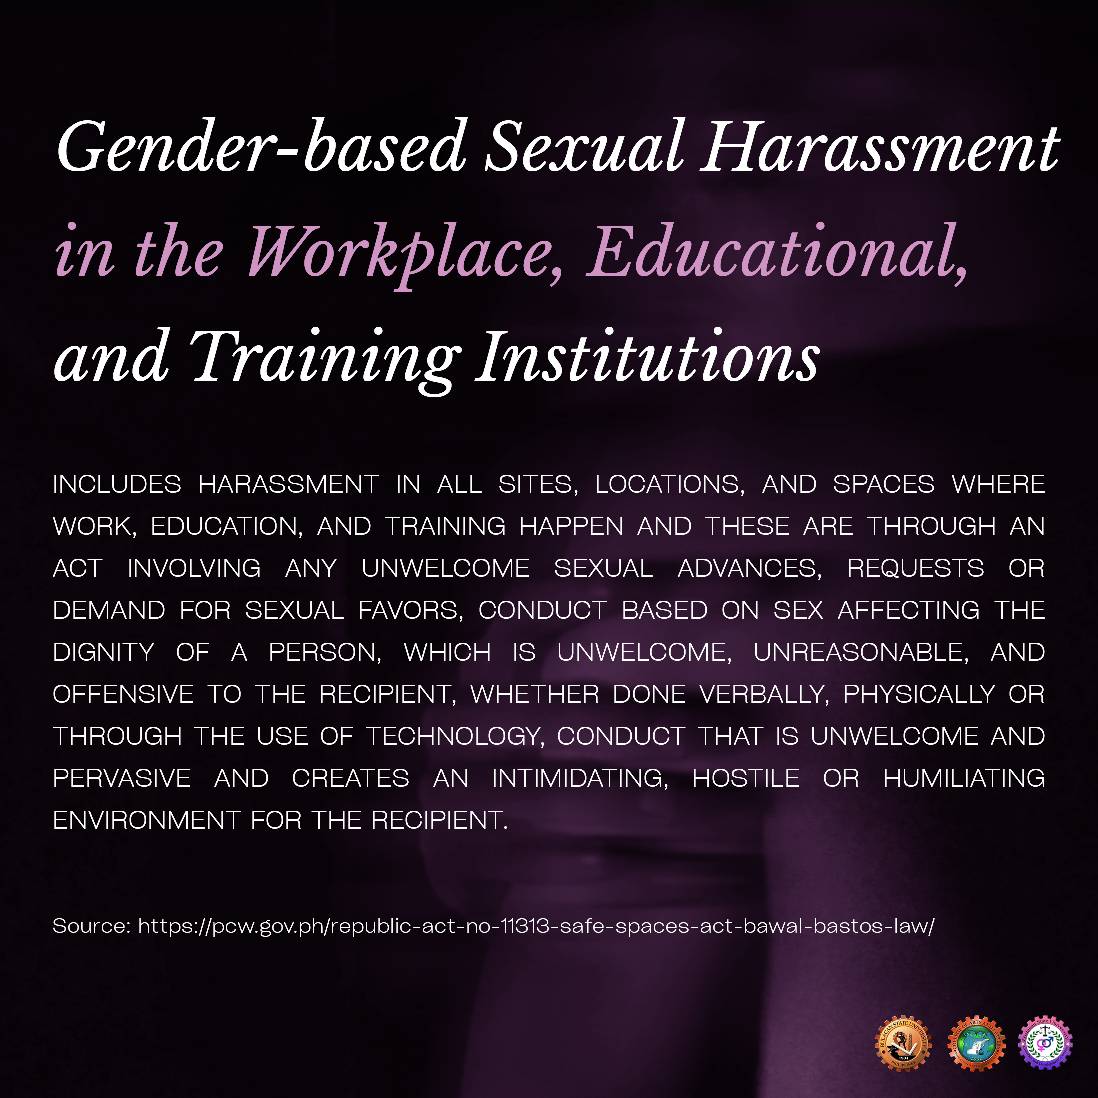 Gender-based Sexual Harassment
in the Workplace, Educational,
and Training Institutions
INCLUDES HARASSMENT IN ALL SITES, LOCATIONS, AND SPACES WHERE
WORK, EDUCATION, AND TRAINING HAPPEN AND THESE ARE THROUGH AN
ACT INVOLVING ANY UNWELCOME SEXUAL ADVANCES, REQUESTS OR
DEMAND FOR SEXUAL FAVORS, CONDUCT BASED ON SEX AFFECTING THE
DIGNITY OF A PERSON, WHICH IS UNWELCOME, UNREASONABLE, AND
OFFENSIVE TO THE RECIPIENT, WHETHER DONE VERBALLY, PHYSICALLY OR
THROUGH THE USE OF TECHNOLOGY, CONDUCT THAT IS UNWELCOME AND
PERVASIVE AND CREATES AN INTIMIDATING, HOSTILE OR HUMILIATING
ENVIRONMENT FOR THE RECIPIENT.
Source: https://pcw.gov.ph/republic-act-no-11313-safe-spaces-act-bawal-bastos-law/